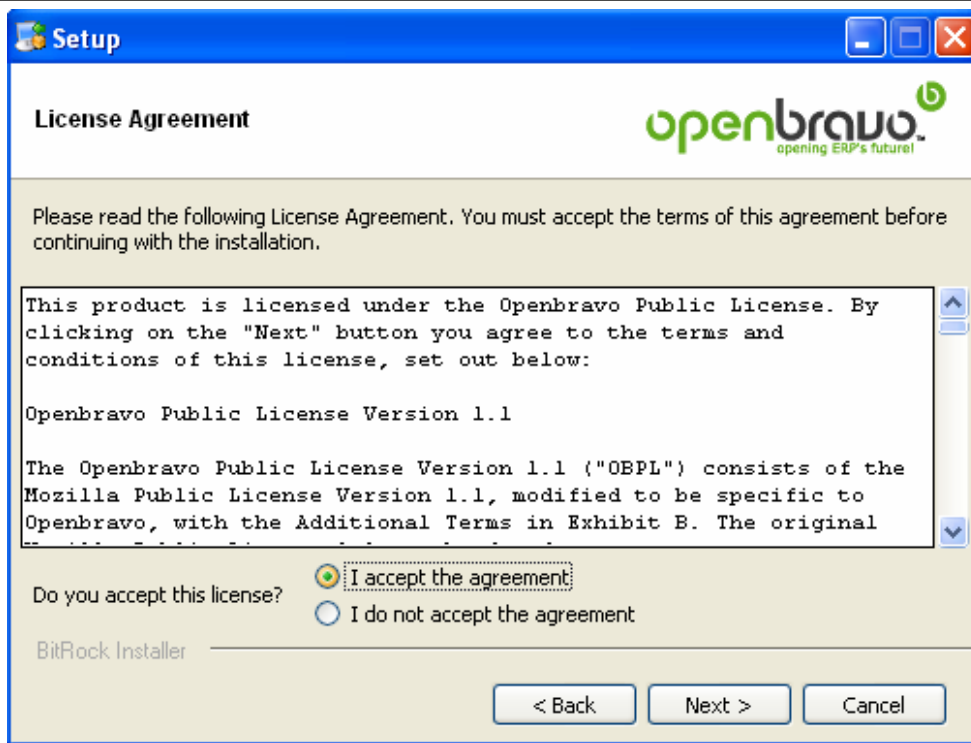 Setup
License Agreement
openbravo
opening ERP's future!
Please read the following License Agreement. You must accept the terms of this agreement before
continuing with the installation.
This product is licensed under the Openbravo Public License. By
clicking on the "Next" button you agree to the terms and
conditions of this license, set out below:
Openbravo Public License Version 1.1
The Openbravo Public License Version 1.1 ("OBPL") consists of the
Mozilla Public License Version 1.1, modified to be specific to
Openbravo, with the Additional Terms in Exhibit B. The original
Do you accept this license?
I accept the agreement
I do not accept the agreement
BitRock Installer
< Back
Next >
Cancel